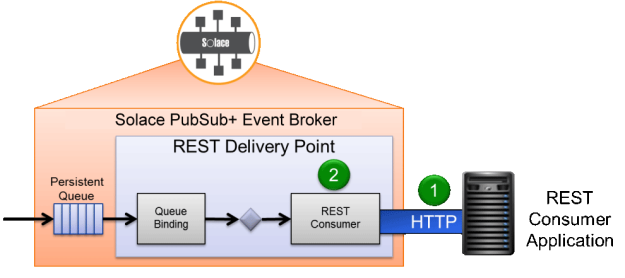 Solace
Solace PubSub+ Event Broker
REST Delivery Point
2
1
Persistent
Queue
Queue
Binding
REST
Consumer
HTTP
REST
Consumer
Application